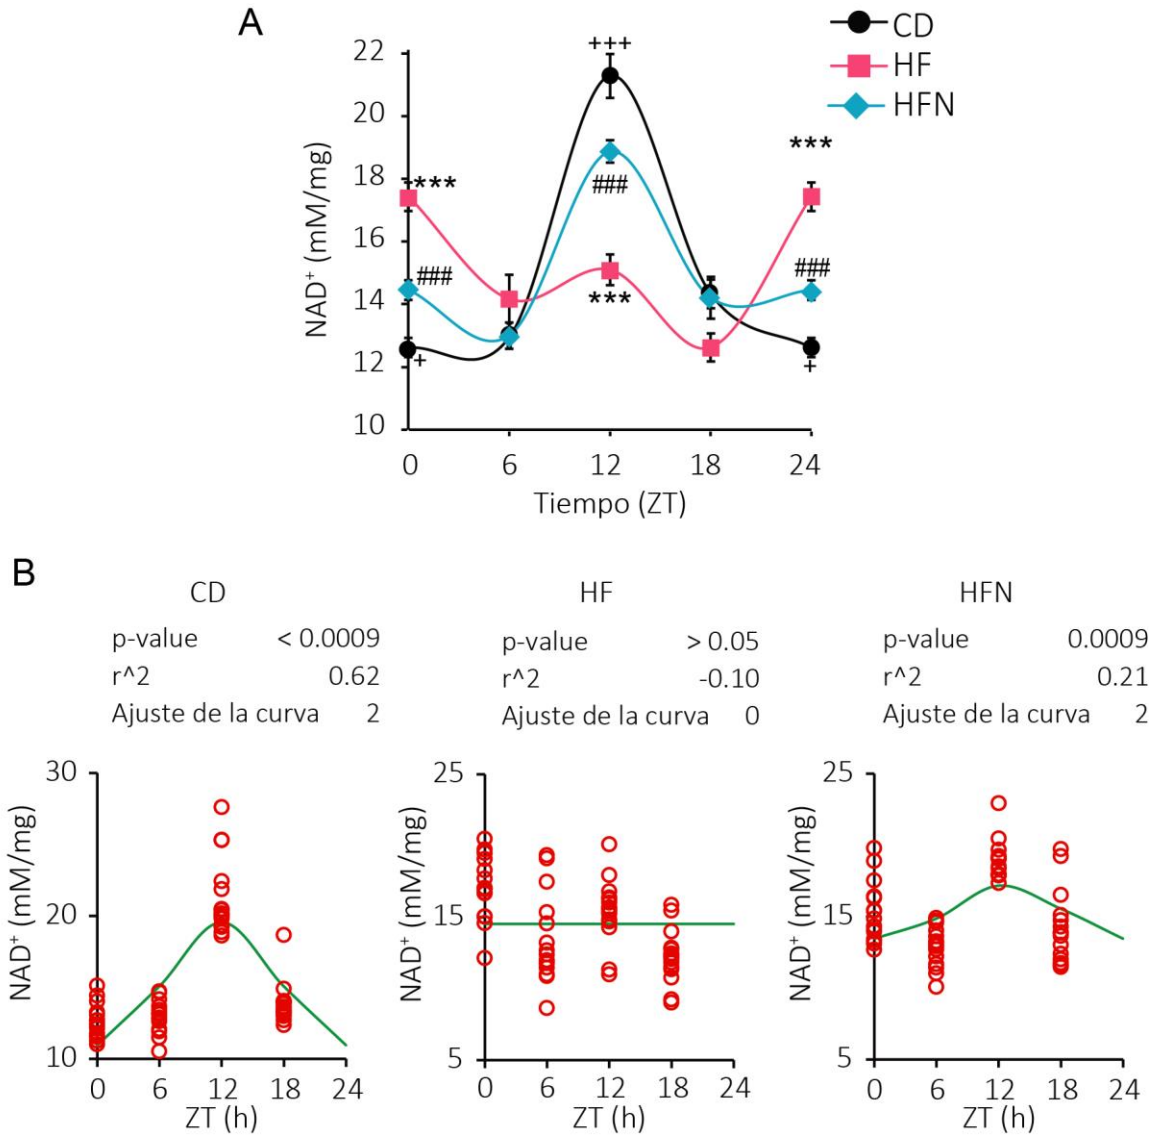 A
CD
HF
HFN
NAD⁺ (mM/mg)
22
20
18
16
14
12
10
+++
***
***
###
###
###
***
+
+
0 6 12 18 24
Tiempo (ZT)
B
CD
p-value < 0.0009
r^2 0.62
Ajuste de la curva 2
NAD⁺ (mM/mg)
30
20
10
0 6 12 18 24
ZT (h)
HF
p-value > 0.05
r^2 -0.10
Ajuste de la curva 0
NAD⁺ (mM/mg)
25
15
5
0 6 12 18 24
ZT (h)
HFN
p-value 0.0009
r^2 0.21
Ajuste de la curva 2
NAD⁺ (mM/mg)
25
15
5
0 6 12 18 24
ZT (h)